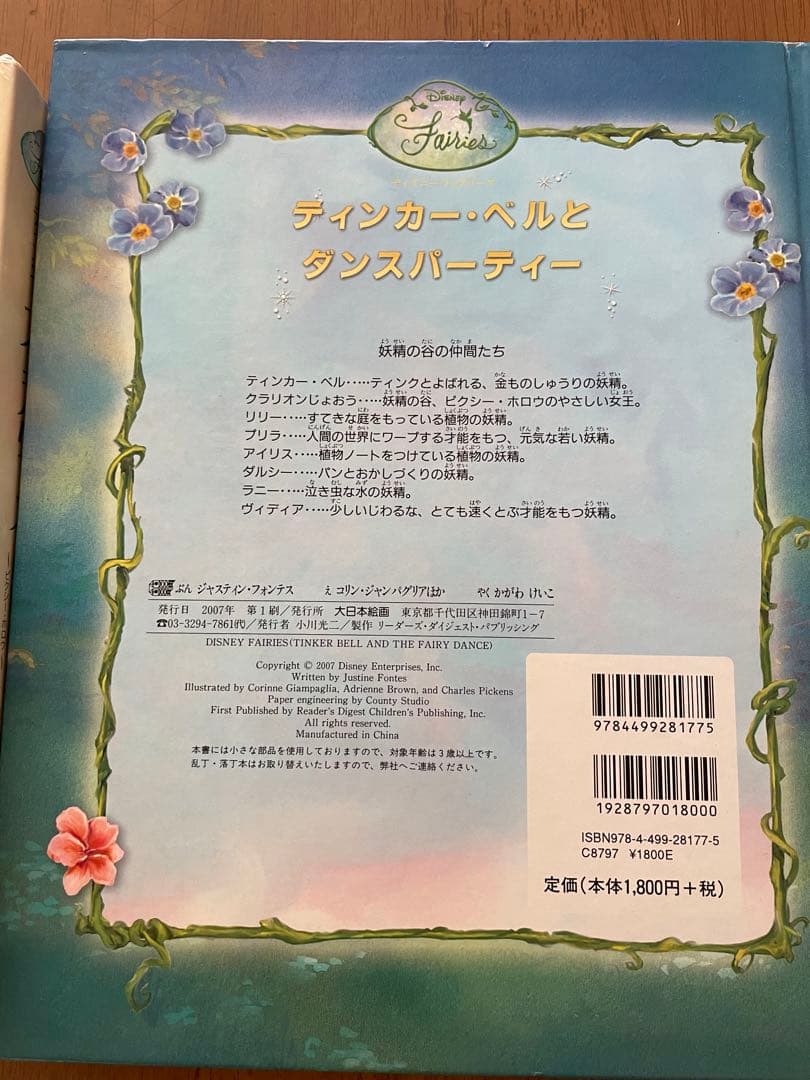 DISNEY
Fairies
ディズニーフェアリーズ
ティンカー・ベルと
ダンスパーティー
妖精の谷の仲間たち
ティンカー・ベル‥‥‥ティンクとよばれる、金ものしゅうりの妖精。
クラリオンじょおう‥‥‥妖精の谷、ピクシー・ホロウのやさしい女王。
リリー‥‥‥すてきな庭をもっている植物の妖精。
プリラ‥‥‥人間の世界にワープする才能をもつ、元気な若い妖精。
アイリス‥‥‥植物ノートをつけている植物の妖精。
ダルシー‥‥‥パンとおかしづくりの妖精。
ラニー‥‥‥泣き虫な水の妖精。
ヴィディア‥‥‥少しいじわるな、とても速くとぶ才能をもつ妖精。
ぶん ジャスティン・フォンテス え コリン・ジャンパグリアほか やく かがわ けいこ
発行日 2007年 第1刷／発行所 大日本絵画 東京都千代田区神田錦町1-7
☎03-3294-7861代／発行者 小川光二／製作 リーダーズ・ダイジェスト・パブリッシング
DISNEY FAIRIES(TINKER BELL AND THE FAIRY DANCE)
Copyright © 2007 Disney Enterprises, Inc.
Written by Justine Fontes
Illustrated by Corinne Giampaglia, Adrienne Brown, and Charles Pickens
Paper engineering by County Studio
First Published by Reader's Digest Children's Publishing, Inc.
All rights reserved.
Manufactured in China
本書には小さな部品を使用しておりますので、対象年齢は3歳以上です。
乱丁・落丁本はお取り替えいたしますので、弊社へご連絡ください。
9784499281775
1928797018000
ISBN978-4-499-28177-5
C8797 ¥1800E
定価(本体1,800円+税)